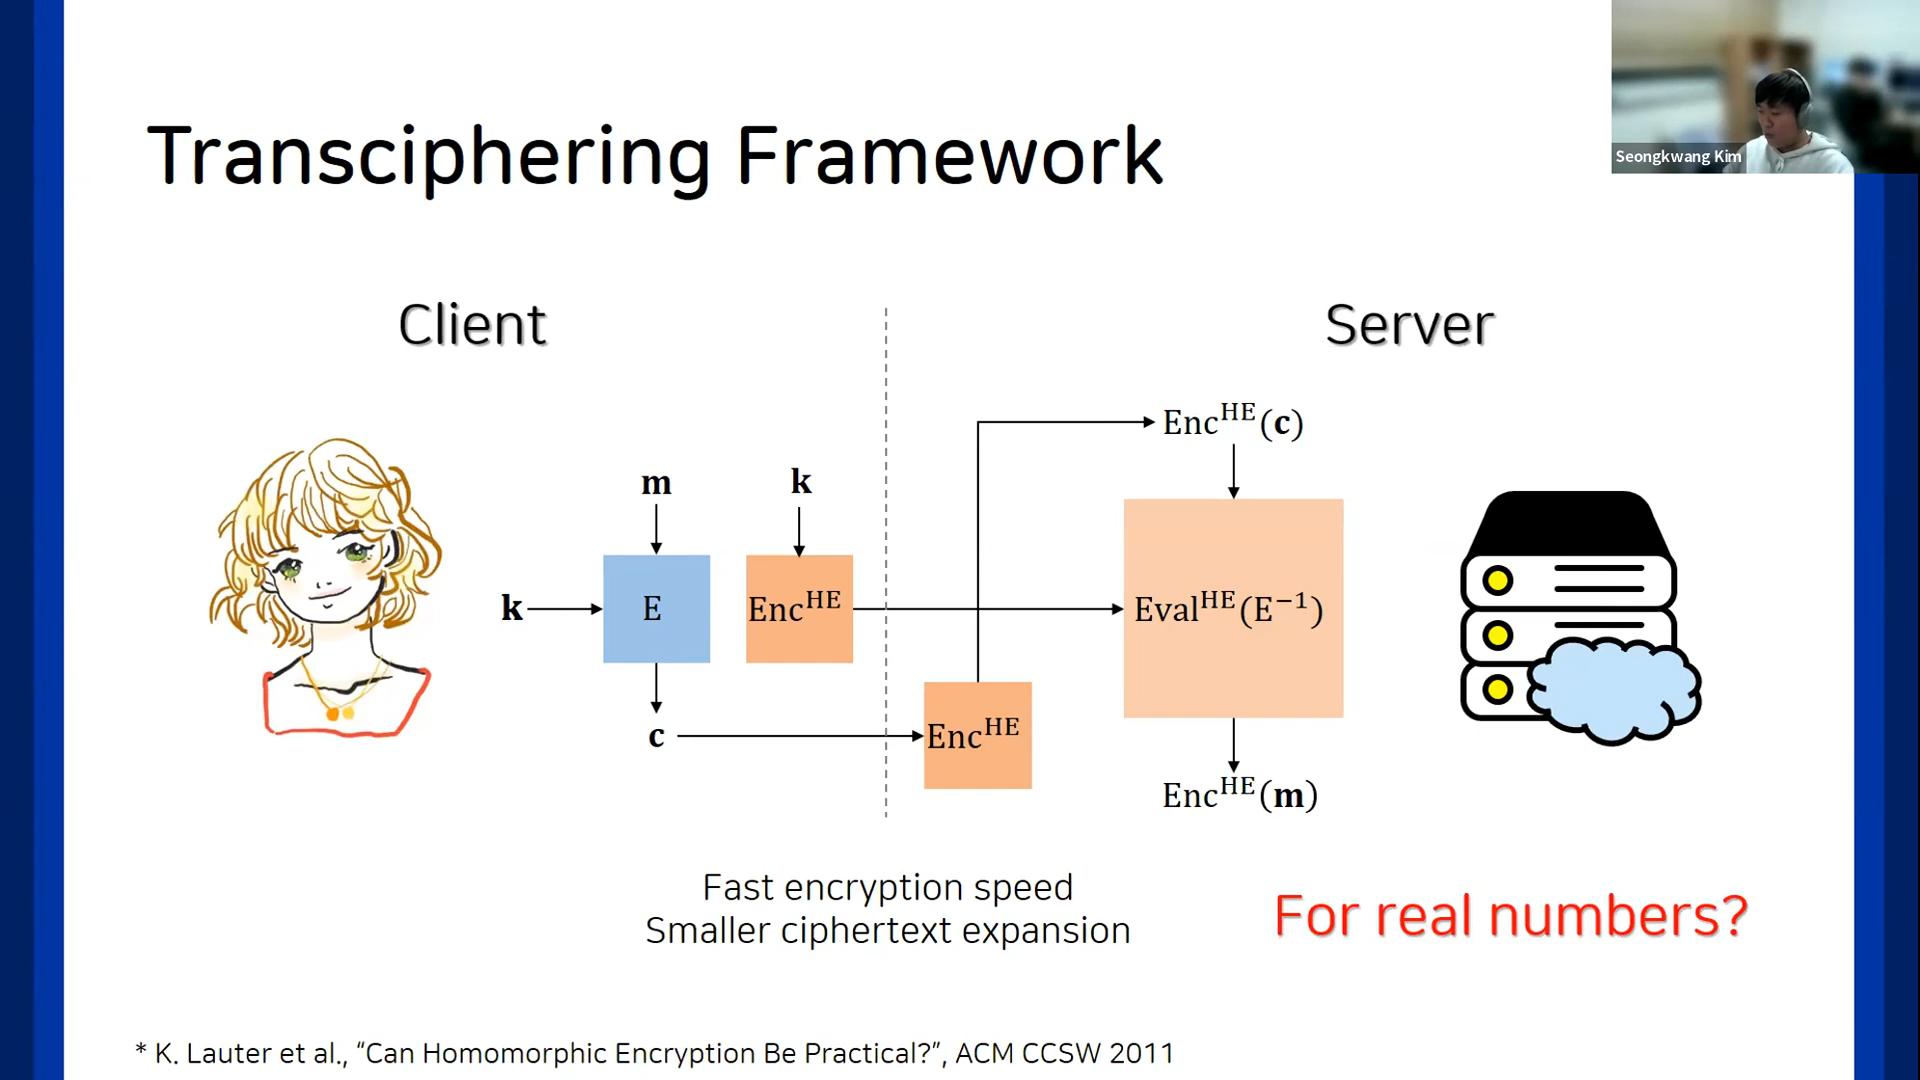 Seongkwang Kim
Transciphering Framework
Client
Server
m
k
k
E
Enc^HE
c
Enc^HE
Enc^HE(c)
Eval^HE(E^−1)
Enc^HE(m)
Fast encryption speed
Smaller ciphertext expansion
For real numbers?
* K. Lauter et al., “Can Homomorphic Encryption Be Practical?”, ACM CCSW 2011